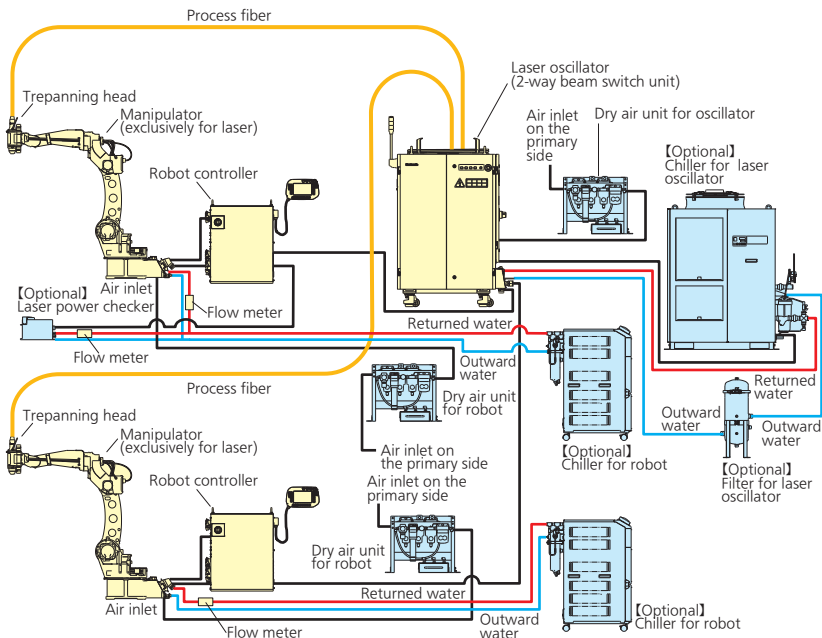 Process fiber
Trepanning head
Manipulator
(exclusively for laser)
Robot controller
Laser oscillator
(2-way beam switch unit)
Air inlet
on the
primary
side
Dry air unit for oscillator
【Optional】
Chiller for laser
oscillator
Air inlet
【Optional】
Laser power checker
Flow meter
Flow meter
Returned water
Outward
water
Process fiber
Dry air unit
for robot
Returned
water
Outward
water
Outward
water
Trepanning head
Manipulator
(exclusively for laser)
Air inlet on
the primary side
【Optional】
Chiller for robot
【Optional】
Filter for laser
oscillator
Robot controller
Air inlet on the
primary side
Dry air unit
for robot
Air inlet
Returned water
Flow meter
Outward
water
【Optional】
Chiller for robot